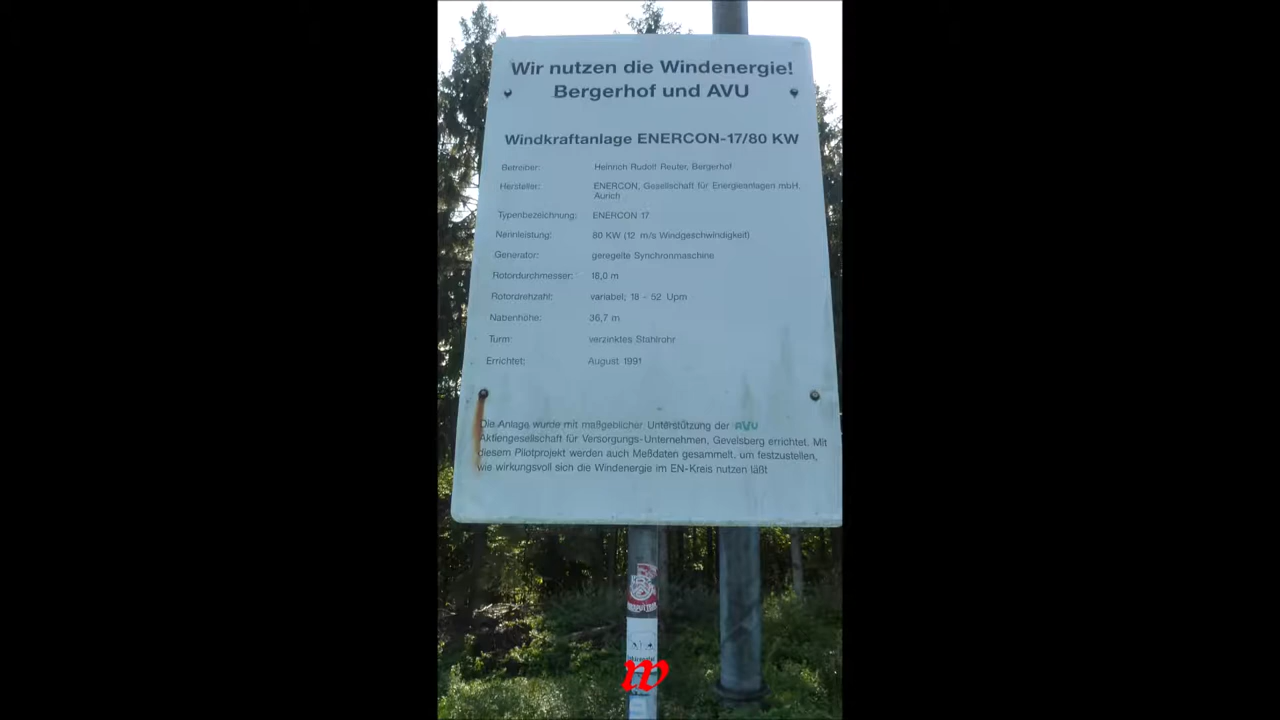 Wir nutzen die Windenergie!
Bergerhof und AVU
Windkraftanlage ENERCON-17/80 KW
Betreiber: Heinrich Rudolf Reuter, Bergerhof
Hersteller: ENERCON, Gesellschaft für Energieanlagen mbH,
Aurich
Typenbezeichnung: ENERCON 17
Nennleistung: 80 KW (12 m/s Windgeschwindigkeit)
Generator: geregelte Synchronmaschine
Rotordurchmesser: 18,0 m
Rotordrehzahl: variabel; 18 - 52 Upm
Nabenhöhe: 36,7 m
Turm: verzinktes Stahlrohr
Errichtet: August 1991
Die Anlage wurde mit maßgeblicher Unterstützung der AVU
Aktiengesellschaft für Versorgungs-Unternehmen, Gevelsberg errichtet. Mit
diesem Pilotprojekt werden auch Meßdaten gesammelt, um festzustellen,
wie wirkungsvoll sich die Windenergie im EN-Kreis nutzen läßt
w